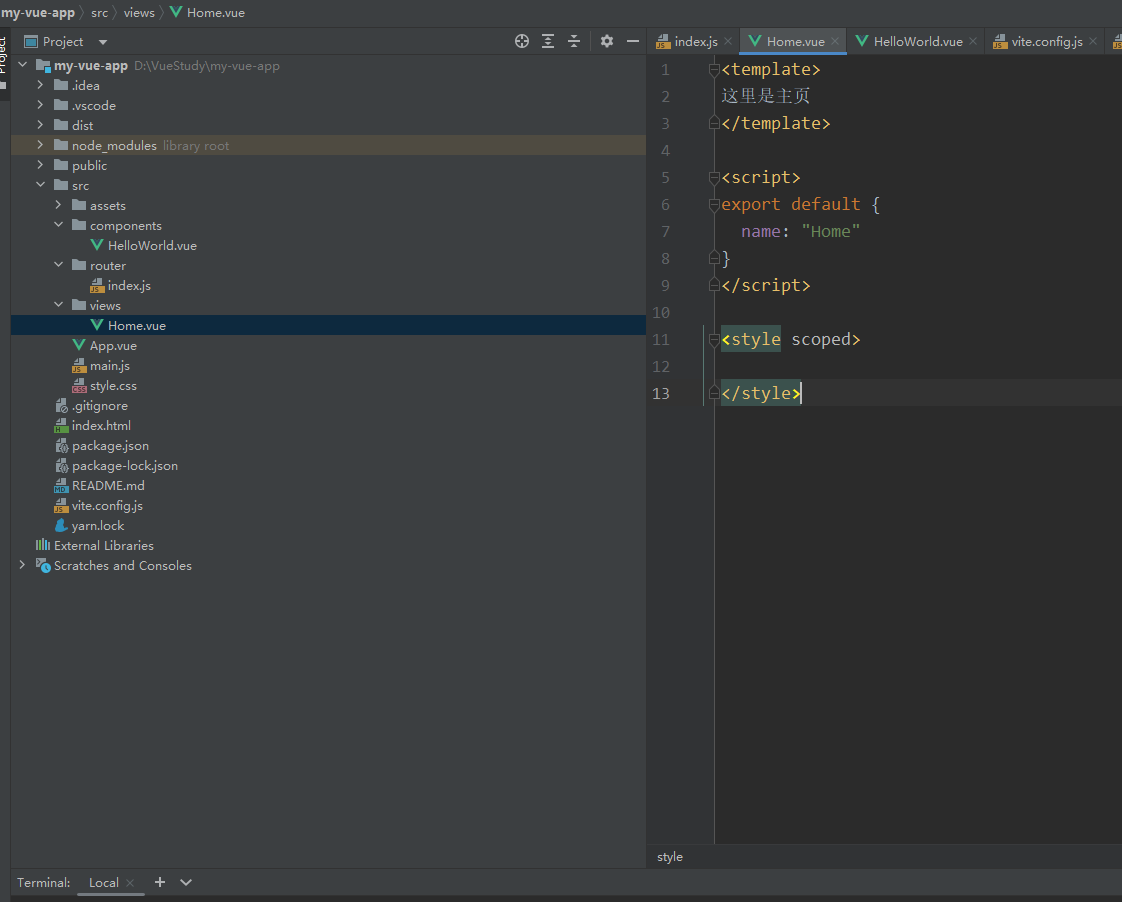 my-vue-app src views Home.vue
Project
Project
index.js Home.vue HelloWorld.vue vite.config.js
my-vue-app D:\VueStudy\my-vue-app
.idea
.vscode
dist
node_modules library root
public
src
assets
components
HelloWorld.vue
router
index.js
views
Home.vue
App.vue
main.js
style.css
.gitignore
index.html
package.json
package-lock.json
README.md
vite.config.js
yarn.lock
External Libraries
Scratches and Consoles
1 <template>
2 这里是主页
3 </template>
4
5 <script>
6 export default {
7 name: "Home"
8 }
9 </script>
10
11 <style scoped>
12
13 </style>
style
Terminal: Local